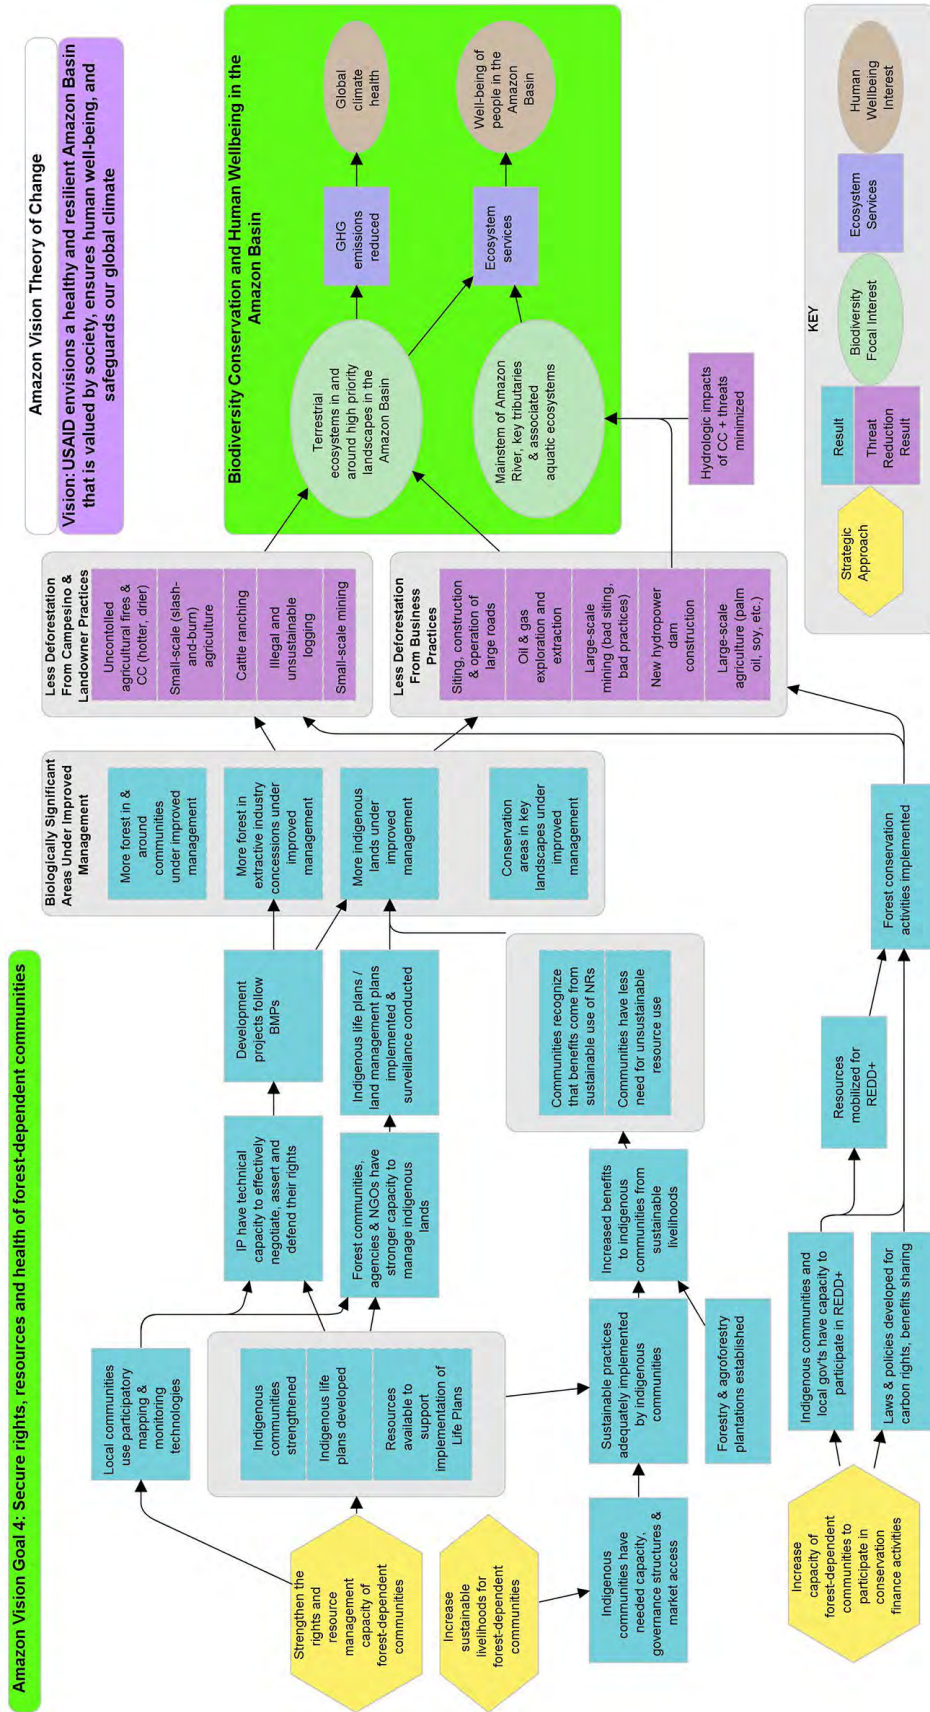 Amazon Vision Goal 4: Secure rights, resources and health of forest-dependent communities
Amazon Vision Theory of Change
Vision: USAID envisions a healthy and resilient Amazon Basin
that is valued by society, ensures human well-being, and
safeguards our global climate
Strengthen the
rights and
resource
management
capacity of
forest-dependent
communities
Increase
sustainable
livelihoods for
forest-dependent
communities
Increase
capacity of
forest-dependent
communities to
participate in
conservation
finance activities
Local communities
use participatory
mapping &
monitoring
technologies
Indigenous
communities
strengthened
Indigenous life
plans developed
Resources
available to
support
implementation of
Life Plans
Indigenous
communities have
needed capacity,
governance structures &
market access
Sustainable practices
adequately implemented
by indigenous
communities
Forestry & agroforestry
plantations established
Indigenous communities and
local gov'ts have capacity to
participate in REDD+
Laws & policies developed for
carbon rights, benefits sharing
IP have technical
capacity to effectively
negotiate, assert and
defend their rights
Forest communities,
agencies & NGOs have
stronger capacity to
manage indigenous
lands
Increased benefits
to indigenous
communities from
sustainable
livelihoods
Resources
mobilized for
REDD+
Development
projects follow
BMPs
Indigenous life plans /
land management plans
implemented &
surveillance conducted
Communities recognize
that benefits come from
sustainable use of NRs
Communities have less
need for unsustainable
resource use
Forest conservation
activities implemented
Biologically Significant
Areas Under Improved
Management
More forest in &
around
communities
under improved
management
More forest in
extractive industry
concessions under
improved
management
More indigenous
lands under
improved
management
Conservation
areas in key
landscapes under
improved
management
Less Deforestation
From Campesino &
Landowner Practices
Uncontolled
agricultural fires &
CC (hotter, drier)
Small-scale (slash-
and-burn)
agriculture
Cattle ranching
Illegal and
unsustainable
logging
Small-scale mining
Less Deforestation
From Business
Practices
Siting, construction
& operation of
large roads
Oil & gas
exploration and
extraction
Large-scale
mining (bad siting,
bad practices)
New hydropower
dam
construction
Large-scale
agriculture (palm
oil, soy, etc.)
Biodiversity Conservation and Human Wellbeing in the
Amazon Basin
Terrestrial
ecosystems in and
around high priority
landscapes in the
Amazon Basin
GHG
emissions
reduced
Global
climate
health
Mainstem of Amazon
River, key tributaries
& associated
aquatic ecosystems
Ecosystem
services
Well-being of
people in the
Amazon
Basin
Hydrologic impacts
of CC + threats
minimized
KEY
Strategic
Approach
Result
Threat
Reduction
Result
Biodiversity
Focal Interest
Ecosystem
Services
Human
Wellbeing
Interest